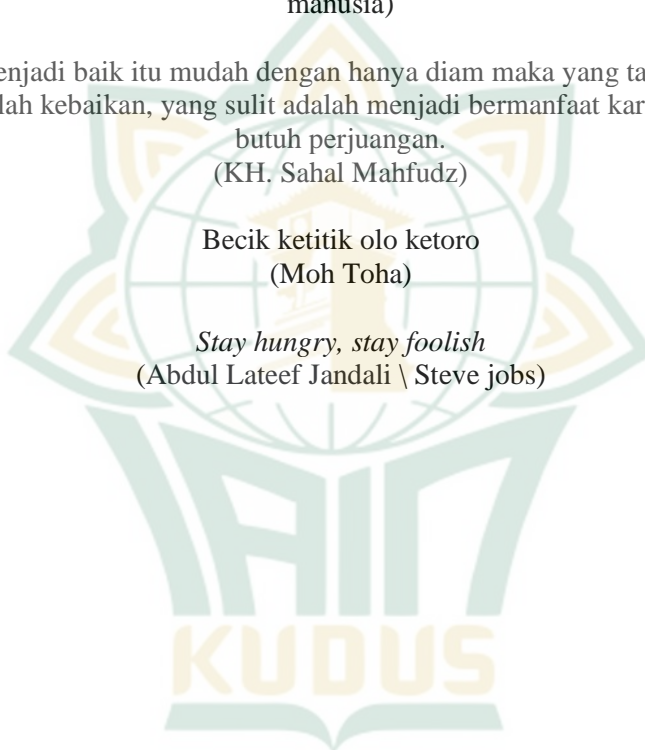 manusia)
enjadi baik itu mudah dengan hanya diam maka yang ta
lah kebaikan, yang sulit adalah menjadi bermanfaat kar
butuh perjuangan.
(KH. Sahal Mahfudz)
Becik ketitik olo ketoro
(Moh Toha)
Stay hungry, stay foolish
(Abdul Lateef Jandali \ Steve jobs)
IAIN
KUDUS